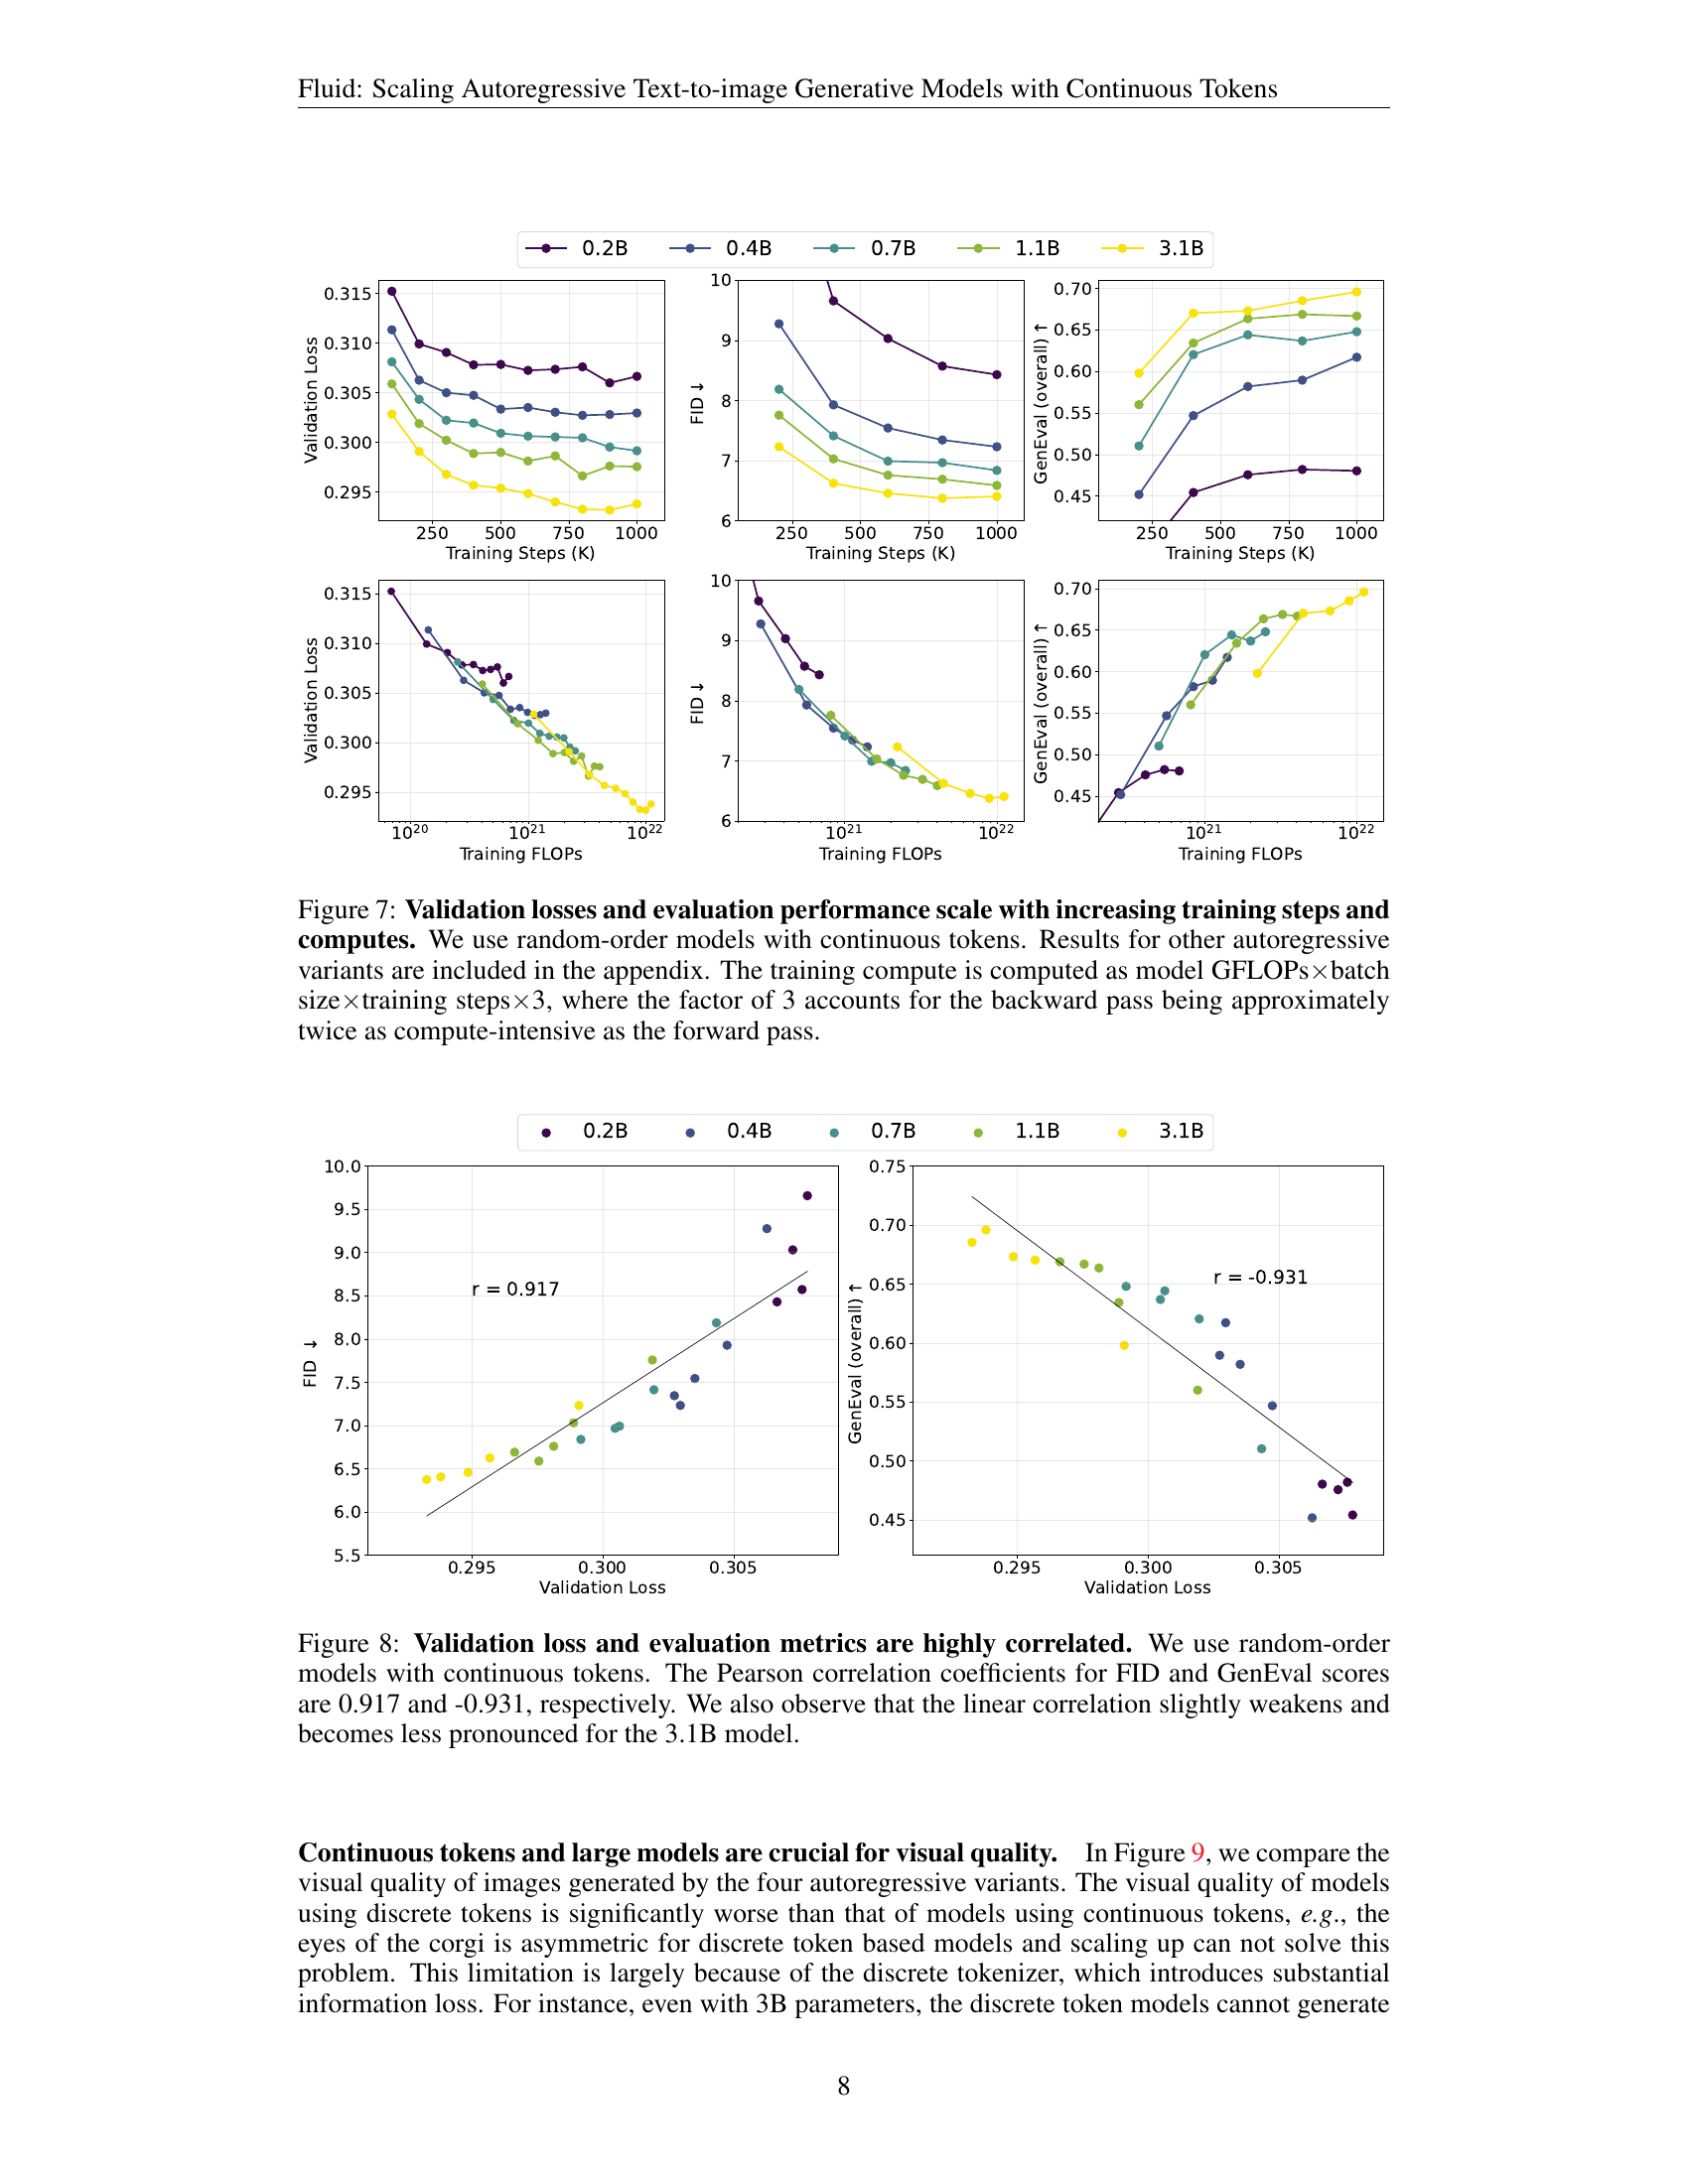 Fluid: Scaling Autoregressive Text-to-image Generative Models with Continuous Tokens
0.2B 0.4B 0.7B 1.1B 3.1B
0.315
0.310
0.305
0.300
0.295
Validation Loss
250 500 750 1000
Training Steps (K)
10
9
8
7
6
FID ↓
250 500 750 1000
Training Steps (K)
0.70
0.65
0.60
0.55
0.50
0.45
GenEval (overall) ↑
250 500 750 1000
Training Steps (K)
0.315
0.310
0.305
0.300
0.295
Validation Loss
10²⁰ 10²¹ 10²²
Training FLOPs
10
9
8
7
6
FID ↓
10²¹ 10²²
Training FLOPs
0.70
0.65
0.60
0.55
0.50
0.45
GenEval (overall) ↑
10²¹ 10²²
Training FLOPs
Figure 7: Validation losses and evaluation performance scale with increasing training steps and
computes. We use random-order models with continuous tokens. Results for other autoregressive
variants are included in the appendix. The training compute is computed as model GFLOPs×batch
size×training steps×3, where the factor of 3 accounts for the backward pass being approximately
twice as compute-intensive as the forward pass.
0.2B 0.4B 0.7B 1.1B 3.1B
10.0
9.5
9.0
8.5
8.0
7.5
7.0
6.5
6.0
5.5
FID ↓
r = 0.917
0.295 0.300 0.305
Validation Loss
0.75
0.70
0.65
0.60
0.55
0.50
0.45
GenEval (overall) ↑
r = -0.931
0.295 0.300 0.305
Validation Loss
Figure 8: Validation loss and evaluation metrics are highly correlated. We use random-order
models with continuous tokens. The Pearson correlation coefficients for FID and GenEval scores
are 0.917 and -0.931, respectively. We also observe that the linear correlation slightly weakens and
becomes less pronounced for the 3.1B model.
Continuous tokens and large models are crucial for visual quality. In Figure 9, we compare the
visual quality of images generated by the four autoregressive variants. The visual quality of models
using discrete tokens is significantly worse than that of models using continuous tokens, e.g., the
eyes of the corgi is asymmetric for discrete token based models and scaling up can not solve this
problem. This limitation is largely because of the discrete tokenizer, which introduces substantial
information loss. For instance, even with 3B parameters, the discrete token models cannot generate
8